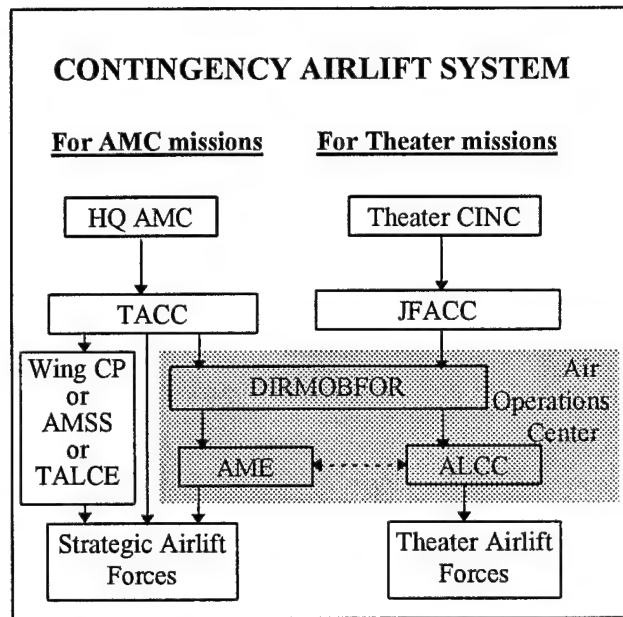 CONTINGENCY AIRLIFT SYSTEM
For AMC missions
For Theater missions
HQ AMC
Theater CINC
TACC
JFACC
Wing CP
or
AMSS
or
TALCE
DIRMOBFOR
Air
Operations
Center
AME
ALCC
Strategic Airlift
Forces
Theater Airlift
Forces